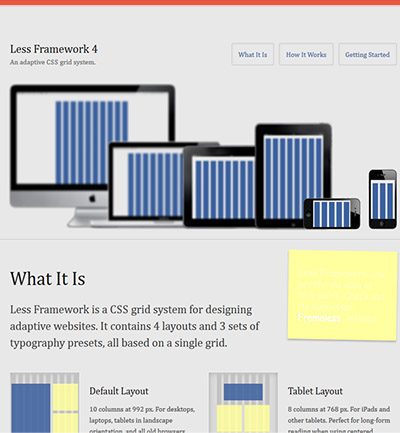 Less Framework 4
An adaptive CSS grid system.
What It Is
How It Works
Getting Started
What It Is
Less Framework is a CSS grid system for designing
adaptive websites. It contains 4 layouts and 3 sets of
typography presets, all based on a single grid.
Default Layout
10 columns at 992 px. For desktops,
laptops, tablets in landscape
orientation, and all old browsers
Tablet Layout
8 columns at 768 px. For iPads and
other tablets. Perfect for long-form
reading when using centered